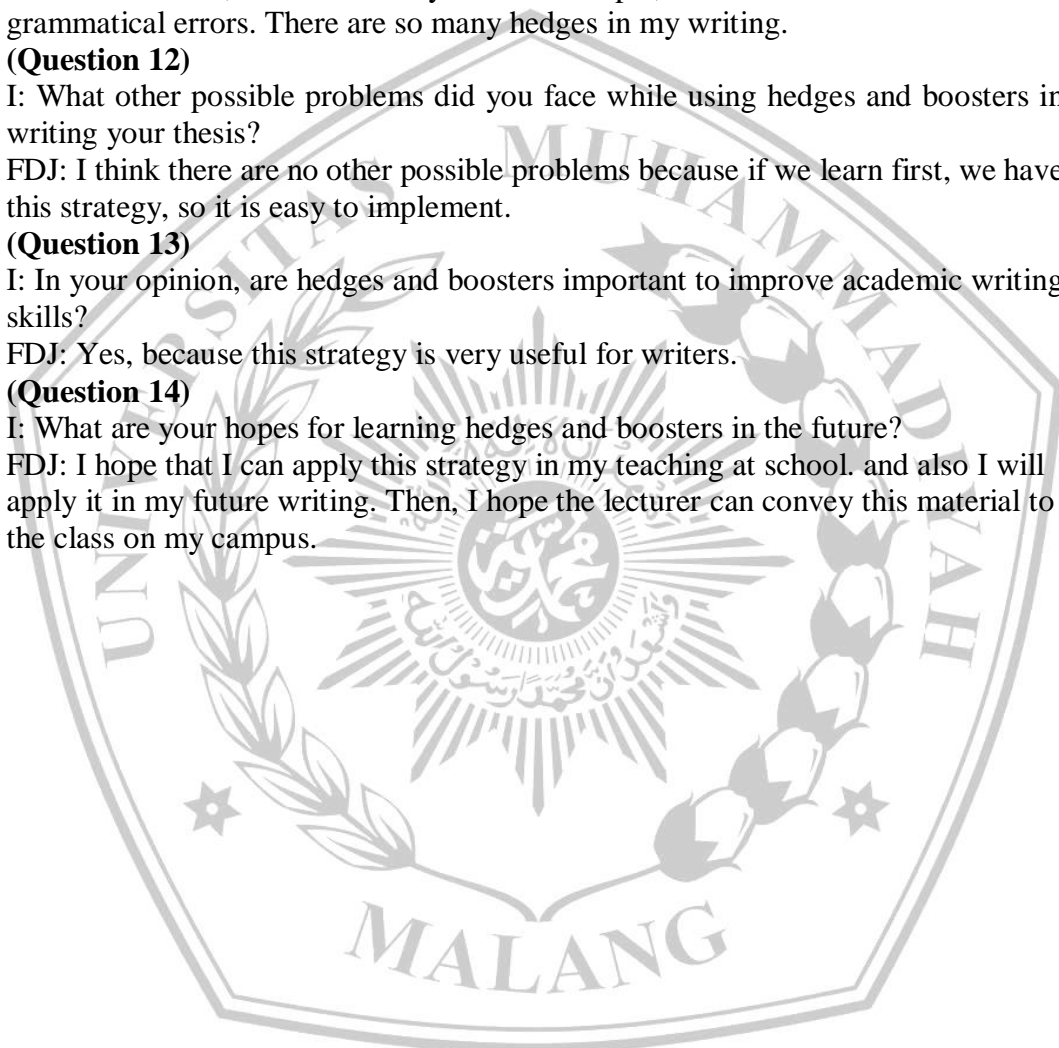 grammatical errors. There are so many hedges in my writing.
(Question 12)
I: What other possible problems did you face while using hedges and boosters in
writing your thesis?
FDJ: I think there are no other possible problems because if we learn first, we have
this strategy, so it is easy to implement.
(Question 13)
I: In your opinion, are hedges and boosters important to improve academic writing
skills?
FDJ: Yes, because this strategy is very useful for writers.
(Question 14)
I: What are your hopes for learning hedges and boosters in the future?
FDJ: I hope that I can apply this strategy in my teaching at school. and also I will
apply it in my future writing. Then, I hope the lecturer can convey this material to
the class on my campus.
UNIVERSITAS MUHAMMADIYAH
MALANG